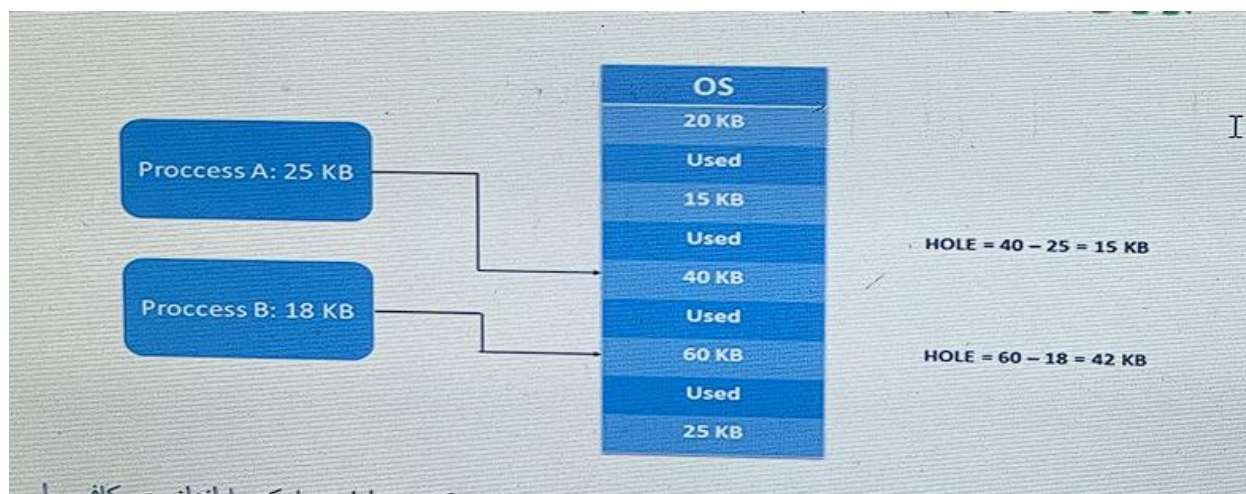 OS
20 KB
Used
15 KB
Used
40 KB
Used
60 KB
Used
25 KB
Proccess A: 25 KB
Proccess B: 18 KB
HOLE = 40 – 25 = 15 KB
HOLE = 60 – 18 = 42 KB